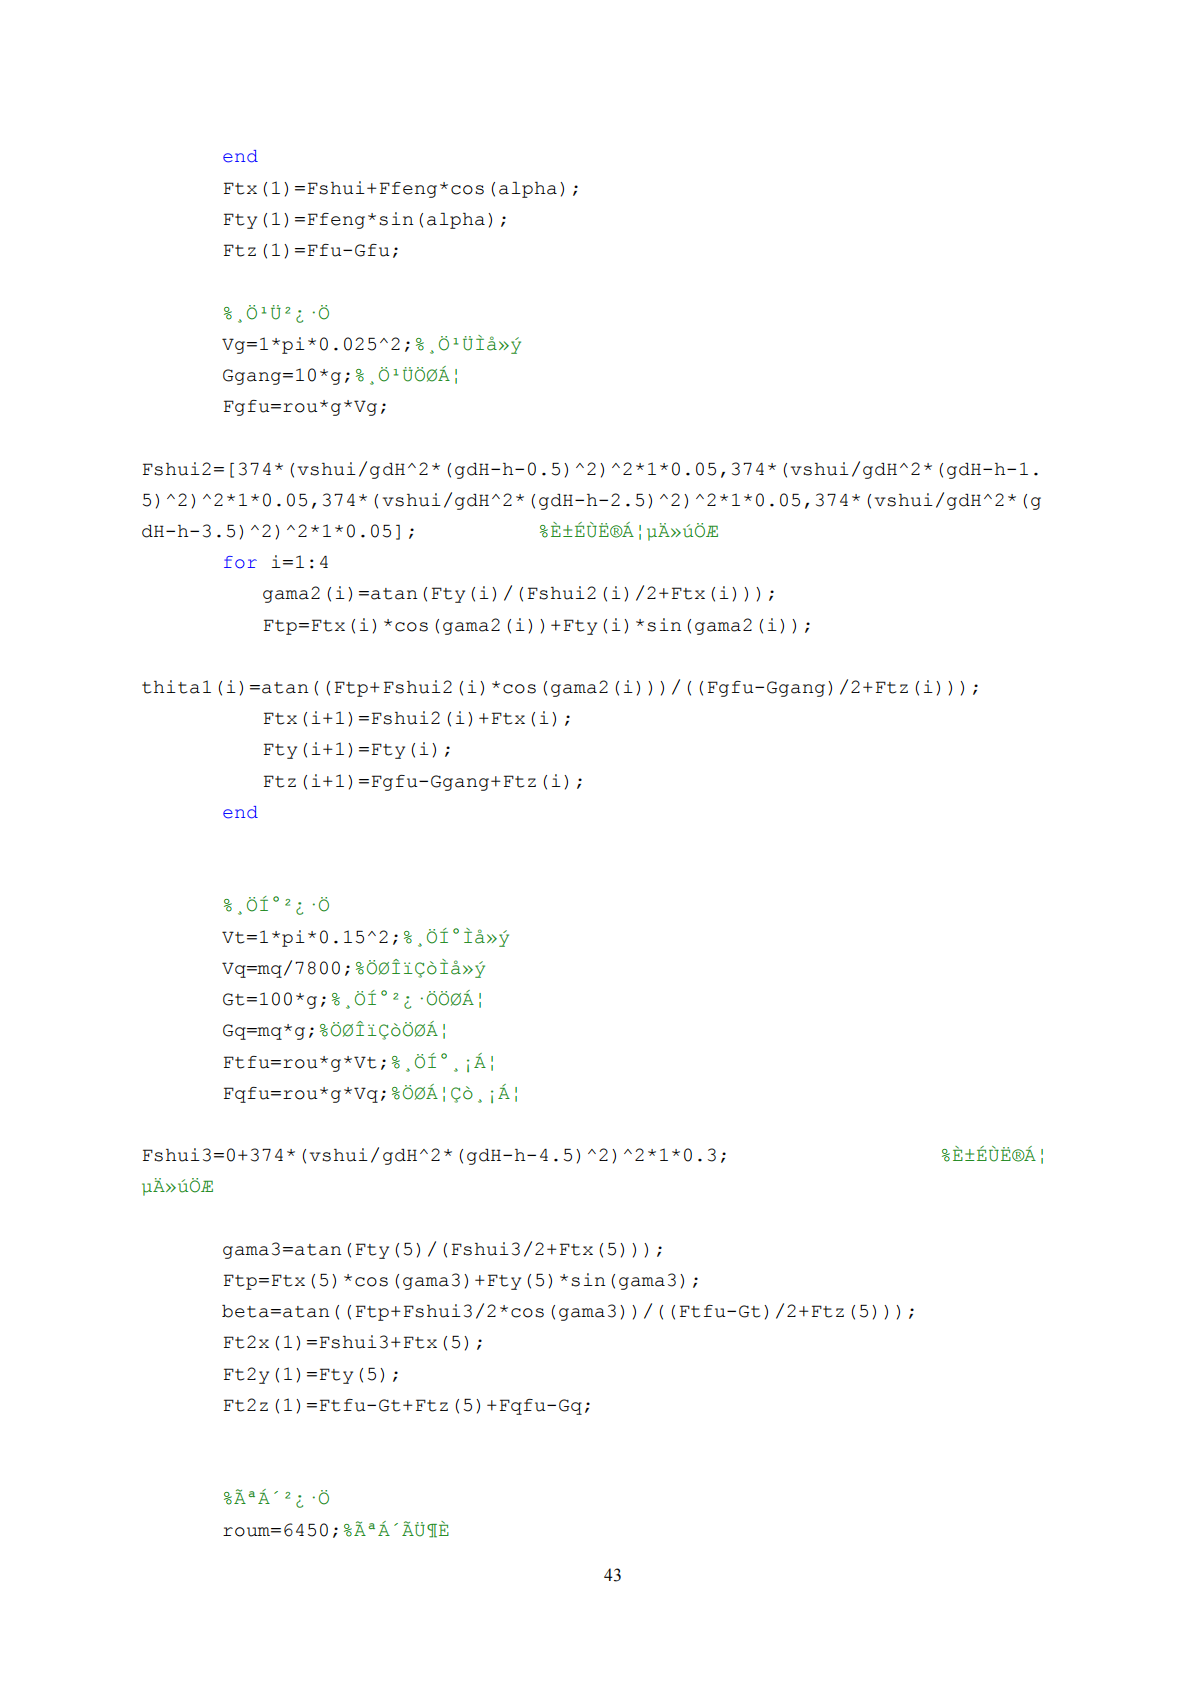 end
Ftx(1)=Fshui+Ffeng*cos(alpha);
Fty(1)=Ffeng*sin(alpha);
Ftz(1)=Ffu-Gfu;
%¸Ö¹Ü²¿·Ö
Vg=1*pi*0.025^2;%¸Ö¹ÜÌå»ý
Ggang=10*g;%¸Ö¹ÜÖØÁ¦
Fgfu=rou*g*Vg;
Fshui2=[374*(vshui/gdH^2*(gdH-h-0.5)^2)^2*1*0.05,374*(vshui/gdH^2*(gdH-h-1.
5)^2)^2*1*0.05,374*(vshui/gdH^2*(gdH-h-2.5)^2)^2*1*0.05,374*(vshui/gdH^2*(g
dH-h-3.5)^2)^2*1*0.05]; %È±ÉÙË®Á¦µÄ»úÖÆ
for i=1:4
gama2(i)=atan(Fty(i)/(Fshui2(i)/2+Ftx(i)));
Ftp=Ftx(i)*cos(gama2(i))+Fty(i)*sin(gama2(i));
thita1(i)=atan((Ftp+Fshui2(i)*cos(gama2(i)))/((Fgfu-Ggang)/2+Ftz(i)));
Ftx(i+1)=Fshui2(i)+Ftx(i);
Fty(i+1)=Fty(i);
Ftz(i+1)=Fgfu-Ggang+Ftz(i);
end
%¸ÖÍ°²¿·Ö
Vt=1*pi*0.15^2;%¸ÖÍ°Ìå»ý
Vq=mq/7800;%ÖØÎïÇòÌå»ý
Gt=100*g;%¸ÖÍ°²¿·ÖÖØÁ¦
Gq=mq*g;%ÖØÎïÇòÖØÁ¦
Ftfu=rou*g*Vt;%¸ÖÍ°¸¡Á¦
Fqfu=rou*g*Vq;%ÖØÁ¦Çò¸¡Á¦
Fshui3=0+374*(vshui/gdH^2*(gdH-h-4.5)^2)^2*1*0.3; %È±ÉÙË®Á¦
µÄ»úÖÆ
gama3=atan(Fty(5)/(Fshui3/2+Ftx(5)));
Ftp=Ftx(5)*cos(gama3)+Fty(5)*sin(gama3);
beta=atan((Ftp+Fshui3/2*cos(gama3))/((Ftfu-Gt)/2+Ftz(5)));
Ft2x(1)=Fshui3+Ftx(5);
Ft2y(1)=Fty(5);
Ft2z(1)=Ftfu-Gt+Ftz(5)+Fqfu-Gq;
%ÃªÁ´²¿·Ö
roum=6450;%ÃªÁ´ÃÜ¶È
43